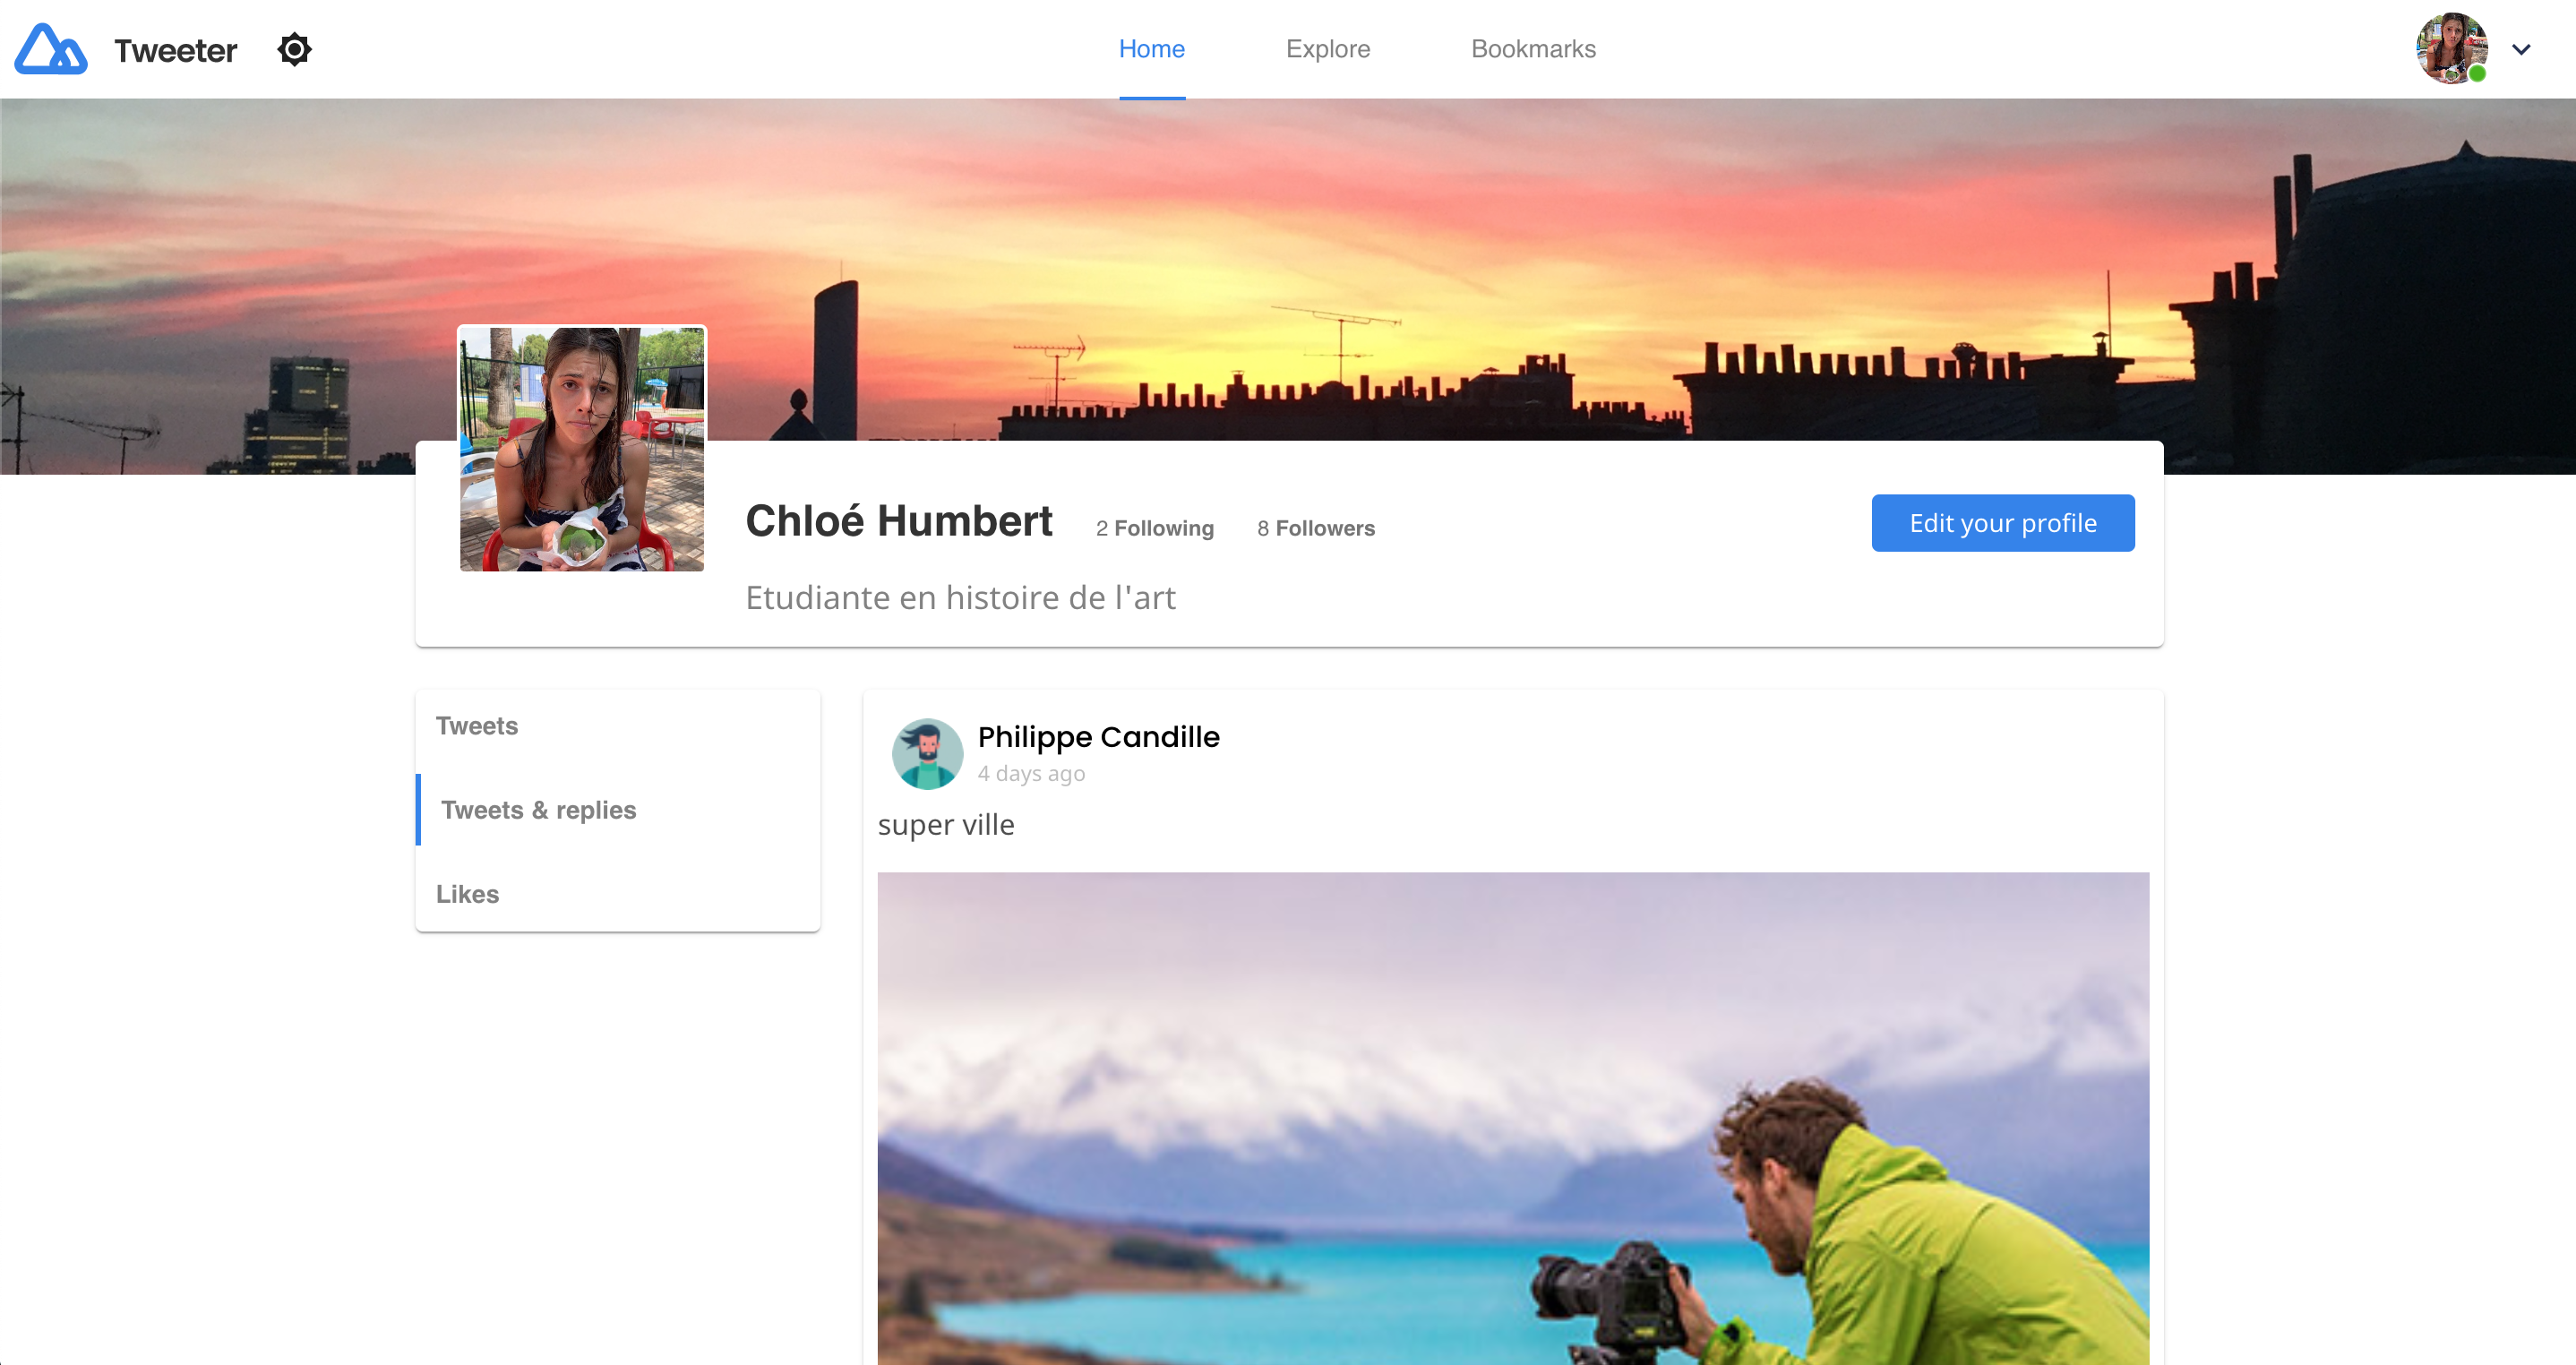 Tweeter
Home
Explore
Bookmarks
Chloé Humbert
2 Following
8 Followers
Edit your profile
Etudiante en histoire de l'art
Tweets
Tweets & replies
Likes
Philippe Candille
4 days ago
super ville